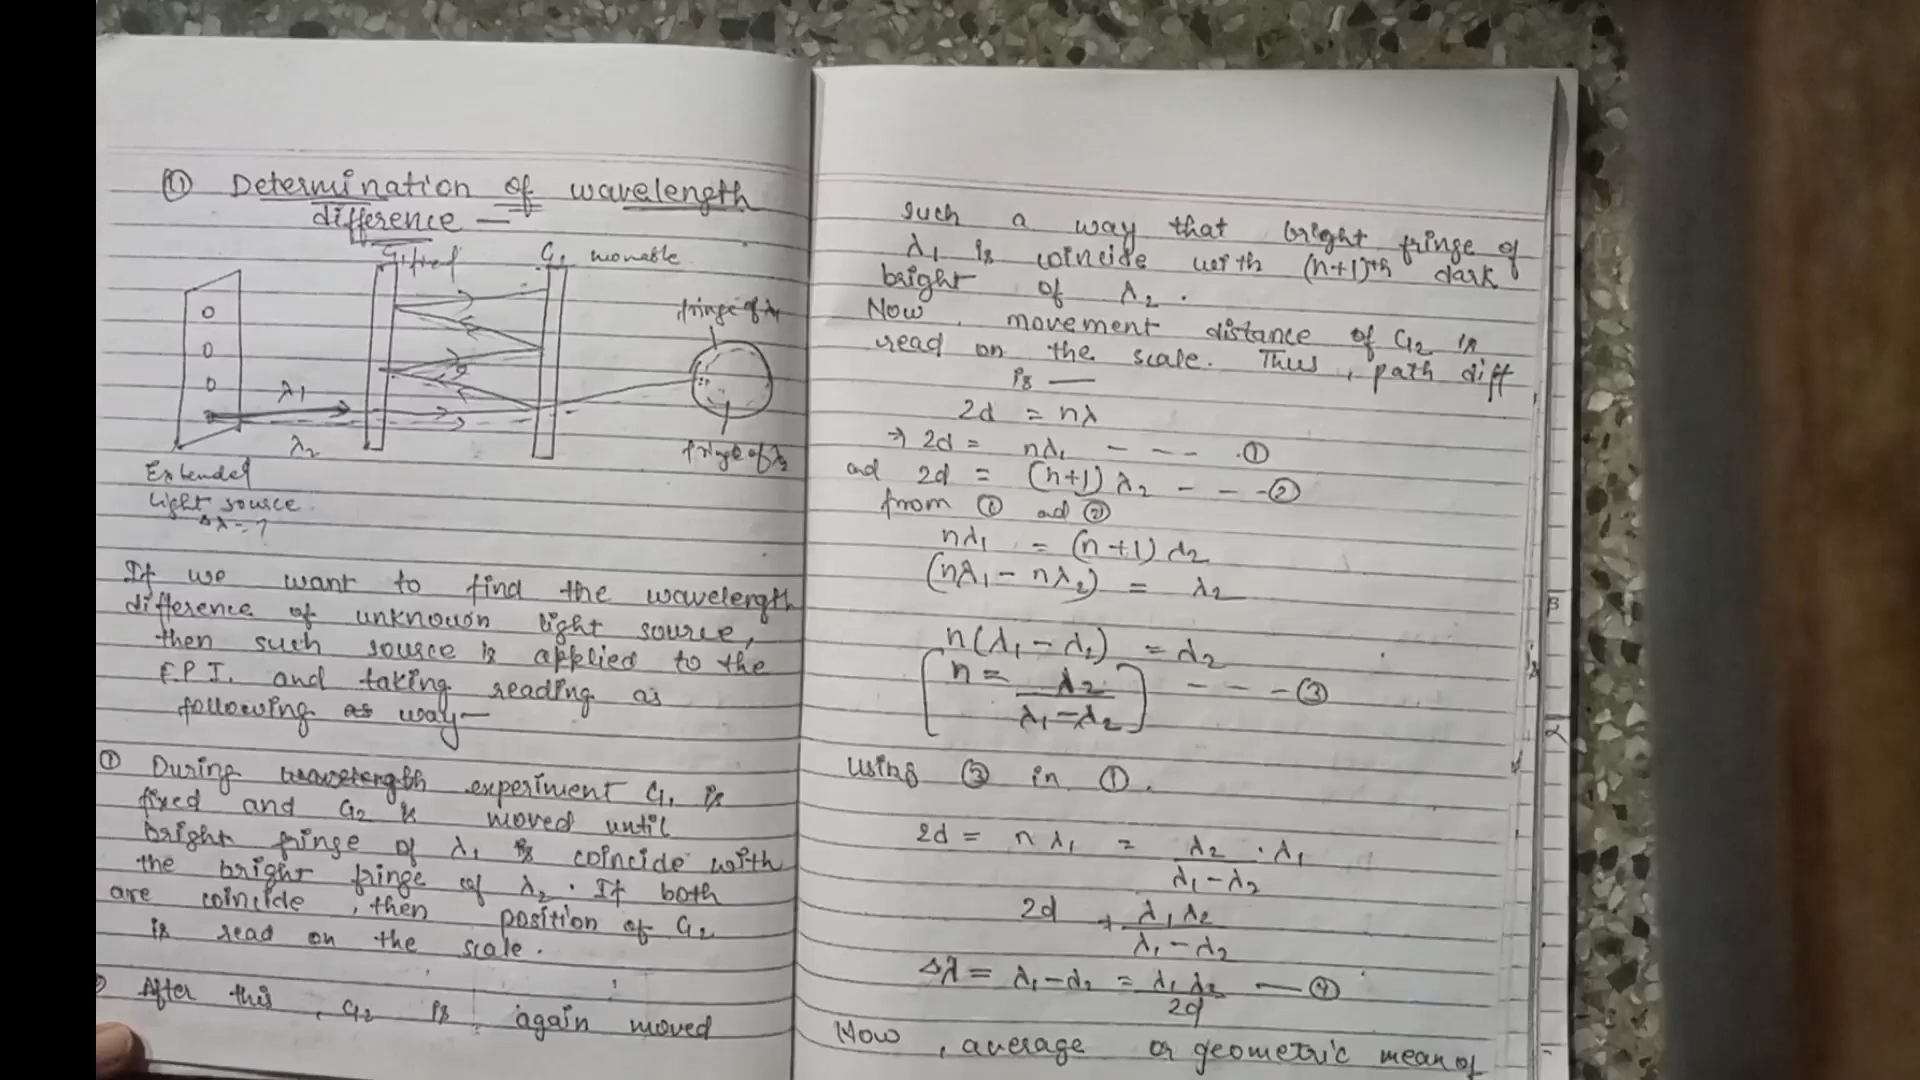 ① Determination of wavelength
difference —
G₁ fixed
G₂ movable
fringe of λ₁
λ₁
λ₂
fringe of λ₂
Extended
light source
Δλ = ?
If we want to find the wavelength
difference of unknown light source,
then such source is applied to the
F.P.I. and taking reading as
following as way—
① During experiment G₁ is
fixed and G₂ is moved until
bright fringe of λ₁ is coincide with
the bright fringe of λ₂. If both
are coincide, then position of G₂
is read on the scale.
After this, G₂ is again moved
such a way that bright fringe of
λ₁ is coincide with (n+1)th dark
bright of λ₂.
Now, movement distance of G₂ is
read on the scale. Thus, path diff
is —
2d = nλ
→ 2d = nλ₁ - - - - ①
and 2d = (n+1) λ₂ - - - ②
from ① and ②
nλ₁ = (n+1) λ₂
(nλ₁ - nλ₂) = λ₂
n(λ₁ - λ₂) = λ₂
[n = λ₂ / λ₁-λ₂] - - - ③
using ③ in ①.
2d = nλ₁ = λ₂ / λ₁-λ₂ · λ₁
2d = λ₁λ₂ / λ₁-λ₂
Δλ = λ₁-λ₂ = λ₁λ₂ / 2d — ④
Now, average or geometric mean of